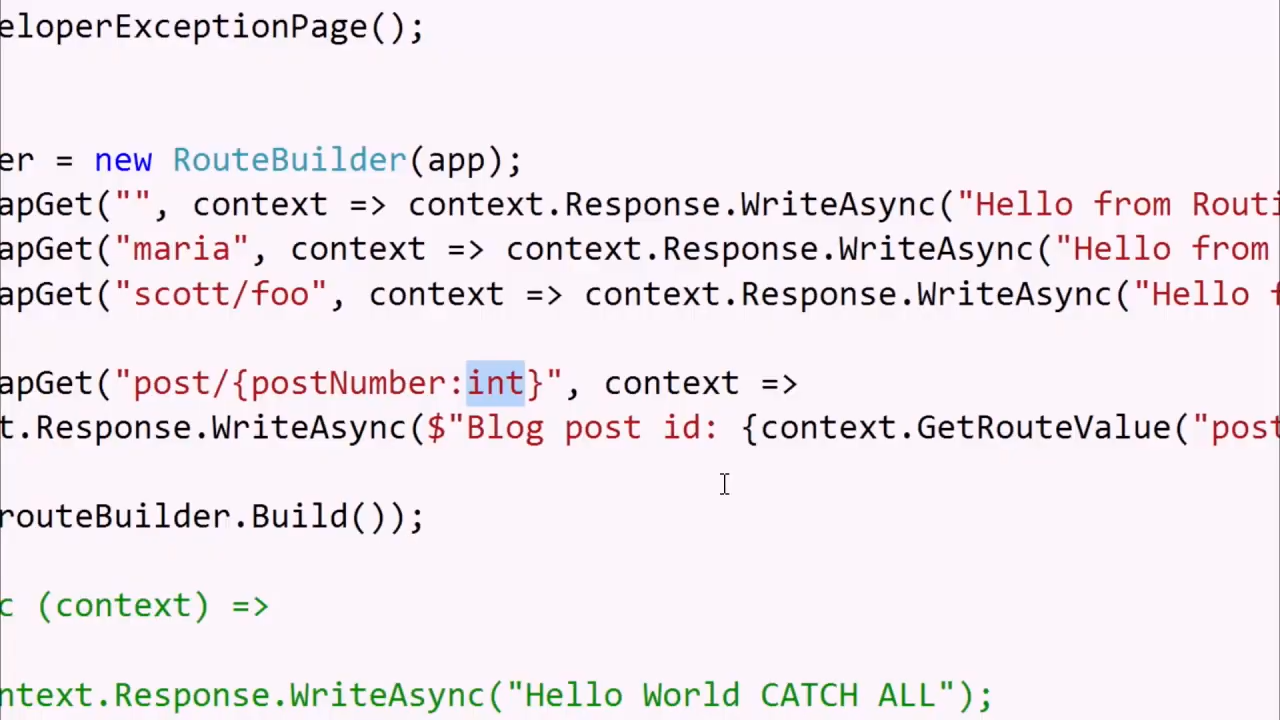 eloperExceptionPage();
er = new RouteBuilder(app);
apGet("", context => context.Response.WriteAsync("Hello from Routi
apGet("maria", context => context.Response.WriteAsync("Hello from
apGet("scott/foo", context => context.Response.WriteAsync("Hello f
apGet("post/{postNumber:int}", context =>
t.Response.WriteAsync($"Blog post id: {context.GetRouteValue("post
routeBuilder.Build());
c (context) =>
ntext.Response.WriteAsync("Hello World CATCH ALL");